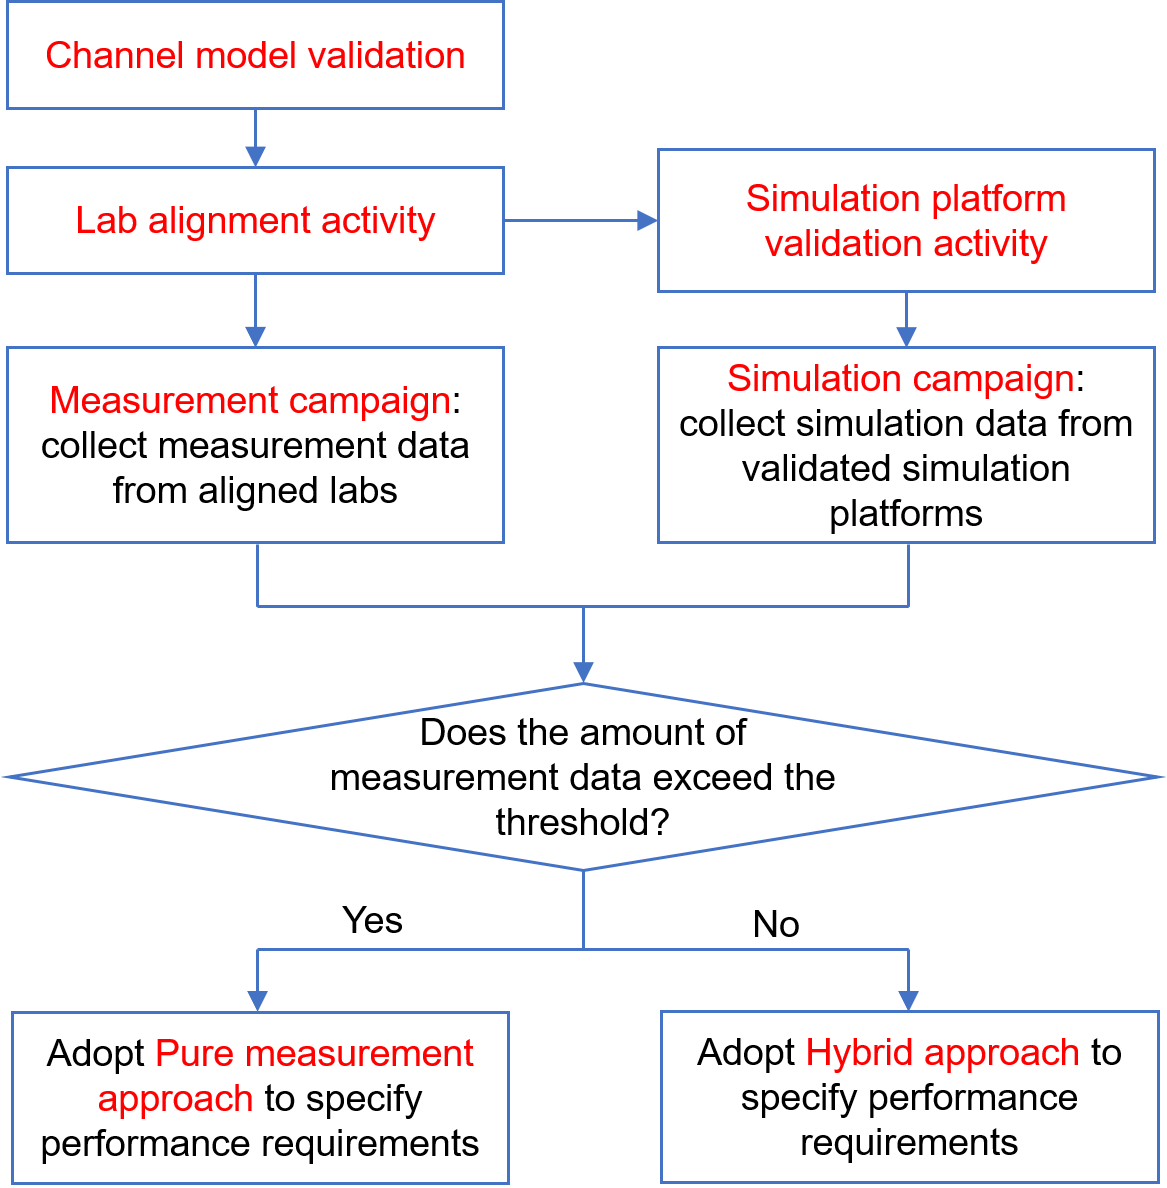 Channel model validation
Lab alignment activity
Simulation platform
validation activity
Measurement campaign:
collect measurement data
from aligned labs
Simulation campaign:
collect simulation data from
validated simulation
platforms
Does the amount of
measurement data exceed the
threshold?
Yes
No
Adopt Pure measurement
approach to specify
performance requirements
Adopt Hybrid approach to
specify performance
requirements